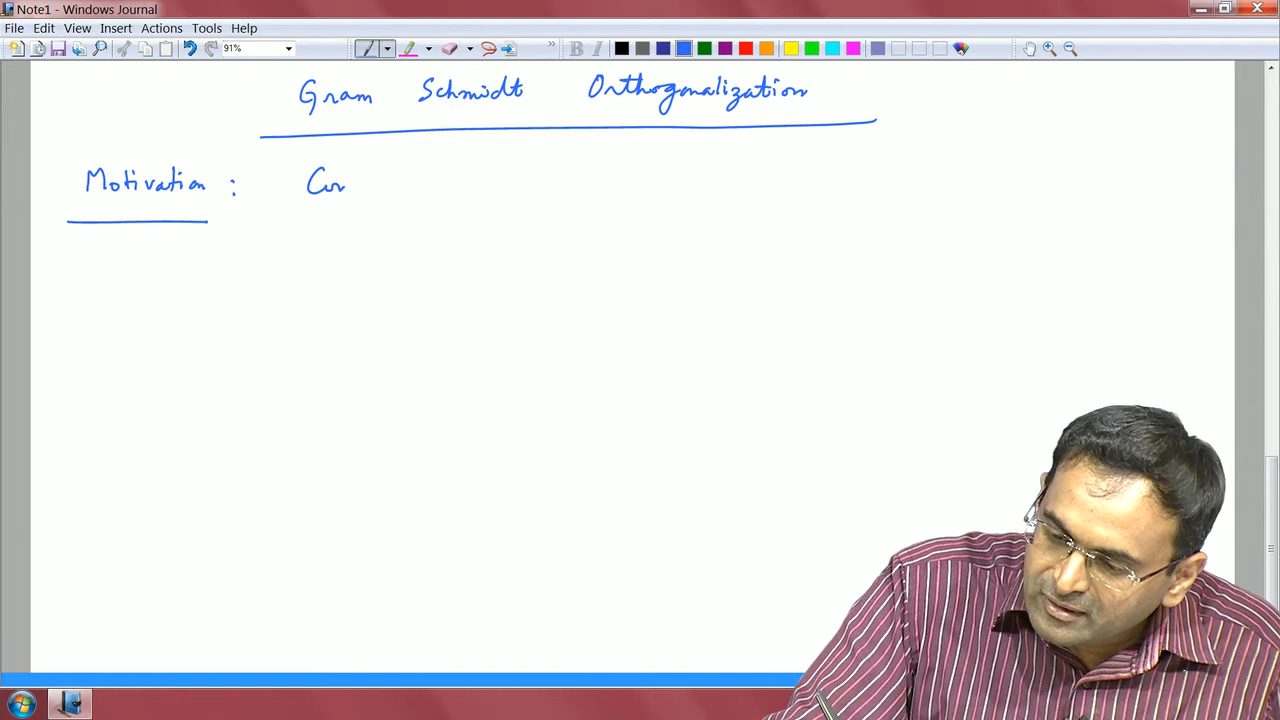 Note1 - Windows Journal
File Edit View Insert Actions Tools Help
91%
Gram Schmidt Orthogonalization
Motivation : Con